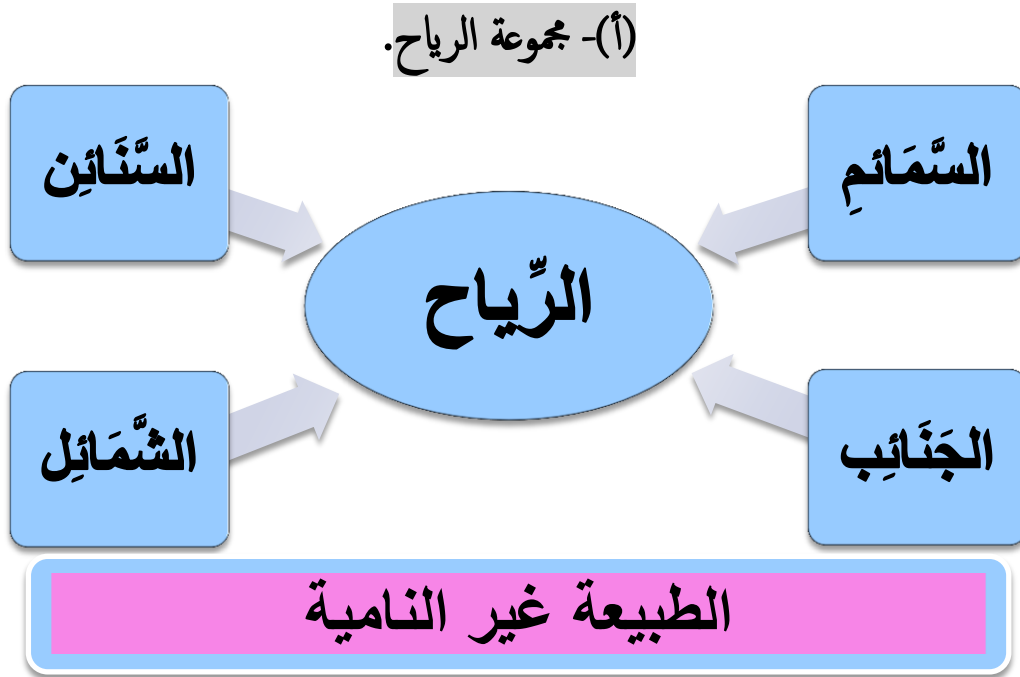 (أ)- مجموعة الرياح.
السَّمَائمِ
السَّنَائِن
الرِّياح
الجَنَائِب
الشَّمَائِل
الطبيعة غير النامية